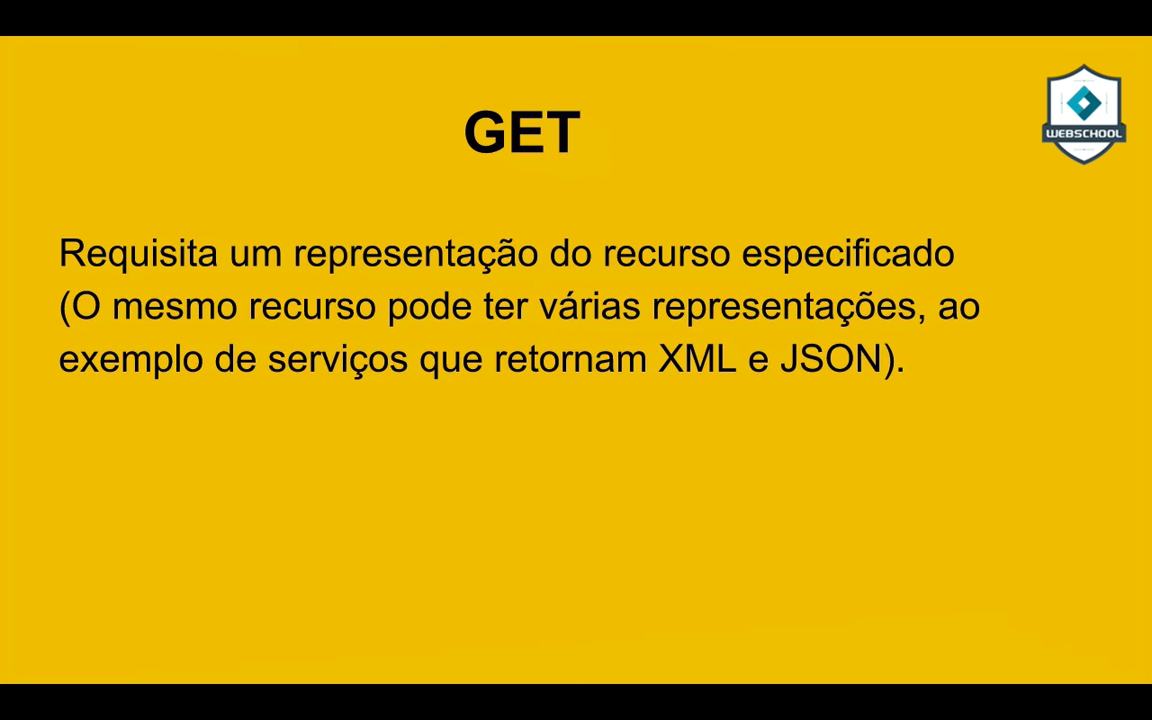 GET
WEBSCHOOL
Requisita um representação do recurso especificado
(O mesmo recurso pode ter várias representações, ao
exemplo de serviços que retornam XML e JSON).